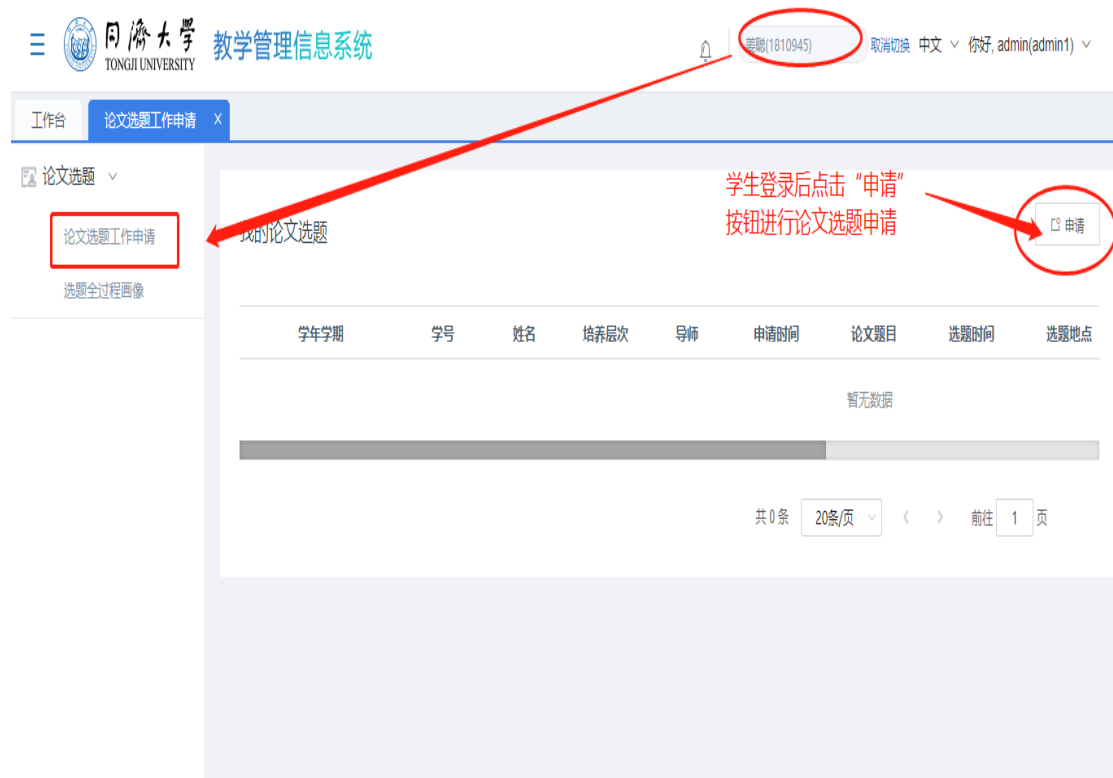 同濟大學
TONGJI UNIVERSITY
教学管理信息系统
姜聪(1810945)
取消切换 中文 你好, admin(admin1)
工作台 论文选题工作申请 X
论文选题
论文选题工作申请
选题全过程画像
学生登录后点击“申请”
按钮进行论文选题申请
我的论文选题
申请
学年学期 学号 姓名 培养层次 导师 申请时间 论文题目 选题时间 选题地点
暂无数据
共 0 条 20条/页 前往 1 页